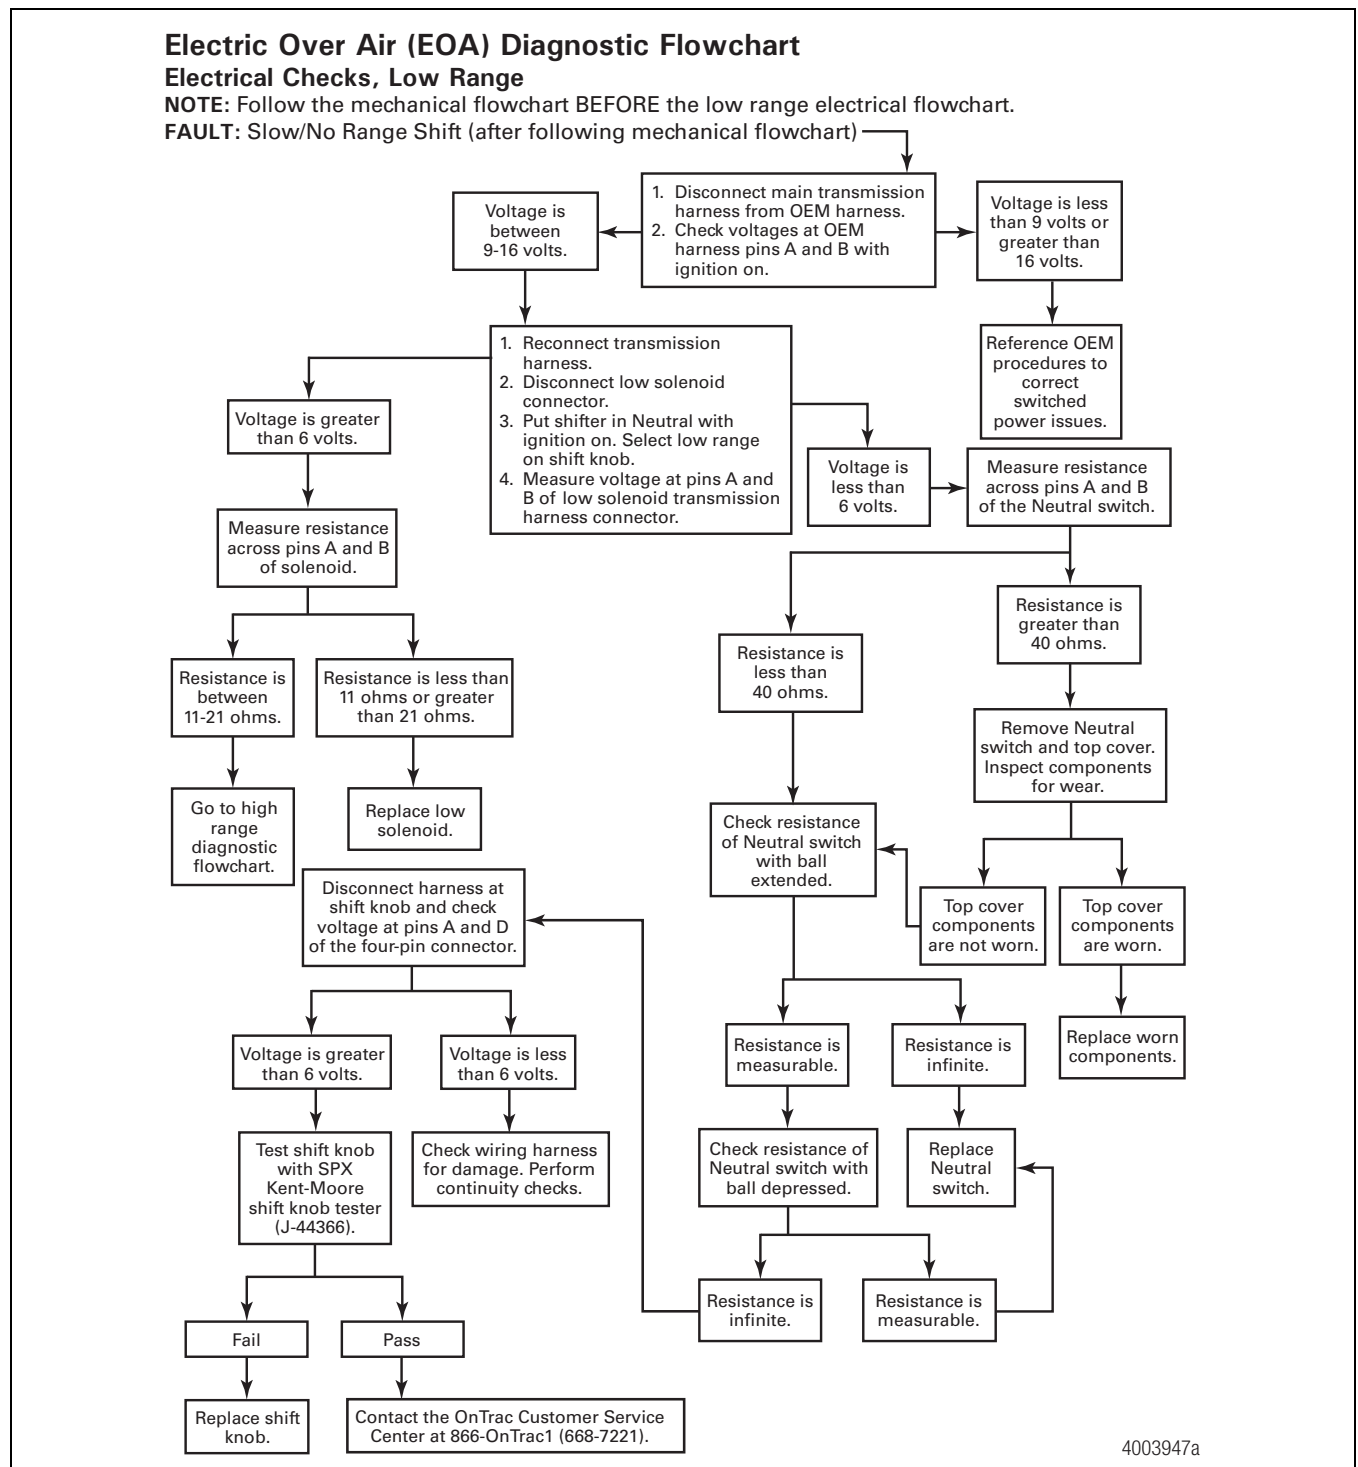 Electric Over Air (EOA) Diagnostic Flowchart
Electrical Checks, Low Range
NOTE: Follow the mechanical flowchart BEFORE the low range electrical flowchart.
FAULT: Slow/No Range Shift (after following mechanical flowchart)
1. Disconnect main transmission
harness from OEM harness.
2. Check voltages at OEM
harness pins A and B with
ignition on.
Voltage is
between
9-16 volts.
Voltage is less
than 9 volts or
greater than
16 volts.
Reference OEM
procedures to
correct
switched
power issues.
1. Reconnect transmission
harness.
2. Disconnect low solenoid
connector.
3. Put shifter in Neutral with
ignition on. Select low range
on shift knob.
4. Measure voltage at pins A and
B of low solenoid transmission
harness connector.
Voltage is greater
than 6 volts.
Voltage is
less than
6 volts.
Measure resistance
across pins A and B
of the Neutral switch.
Measure resistance
across pins A and B
of solenoid.
Resistance is
between
11-21 ohms.
Resistance is less than
11 ohms or greater
than 21 ohms.
Go to high
range
diagnostic
flowchart.
Replace low
solenoid.
Resistance is
less than
40 ohms.
Resistance is
greater than
40 ohms.
Remove Neutral
switch and top cover.
Inspect components
for wear.
Check resistance
of Neutral switch
with ball
extended.
Top cover
components
are not worn.
Top cover
components
are worn.
Replace worn
components.
Disconnect harness at
shift knob and check
voltage at pins A and D
of the four-pin connector.
Voltage is greater
than 6 volts.
Voltage is less
than 6 volts.
Resistance is
measurable.
Resistance is
infinite.
Test shift knob
with SPX
Kent-Moore
shift knob tester
(J-44366).
Check wiring harness
for damage. Perform
continuity checks.
Check resistance of
Neutral switch with
ball depressed.
Replace
Neutral
switch.
Resistance is
infinite.
Resistance is
measurable.
Fail
Pass
Replace shift
knob.
Contact the OnTrac Customer Service
Center at 866-OnTrac1 (668-7221).
4003947a